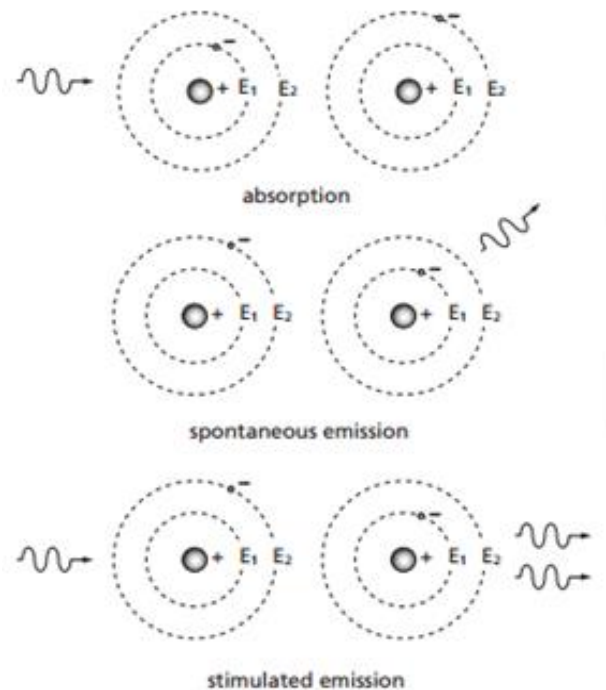 + E₁ E₂ + E₁ E₂
absorption
+ E₁ E₂ + E₁ E₂
spontaneous emission
+ E₁ E₂ + E₁ E₂
stimulated emission